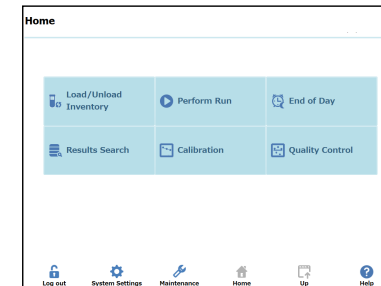 Home
Load/Unload
Inventory
Perform Run
End of Day
Results Search
Calibration
Quality Control
Log out
System Settings
Maintenance
Home
Up
Help